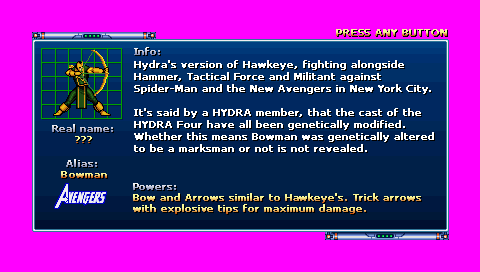 PRESS ANY BUTTON
Info:
Hydra's version of Hawkeye, fighting alongside
Hammer, Tactical Force and Militant against
Spider-Man and the New Avengers in New York City.
It's said by a HYDRA member, that the cast of the
HYDRA Four have all been genetically modified.
Whether this means Bowman was genetically altered
to be a marksman or not is not revealed.
Real name:
???
Alias:
Bowman
AVENGERS
Powers:
Bow and Arrows similar to Hawkeye's. Trick arrows
with explosive tips for maximum damage.